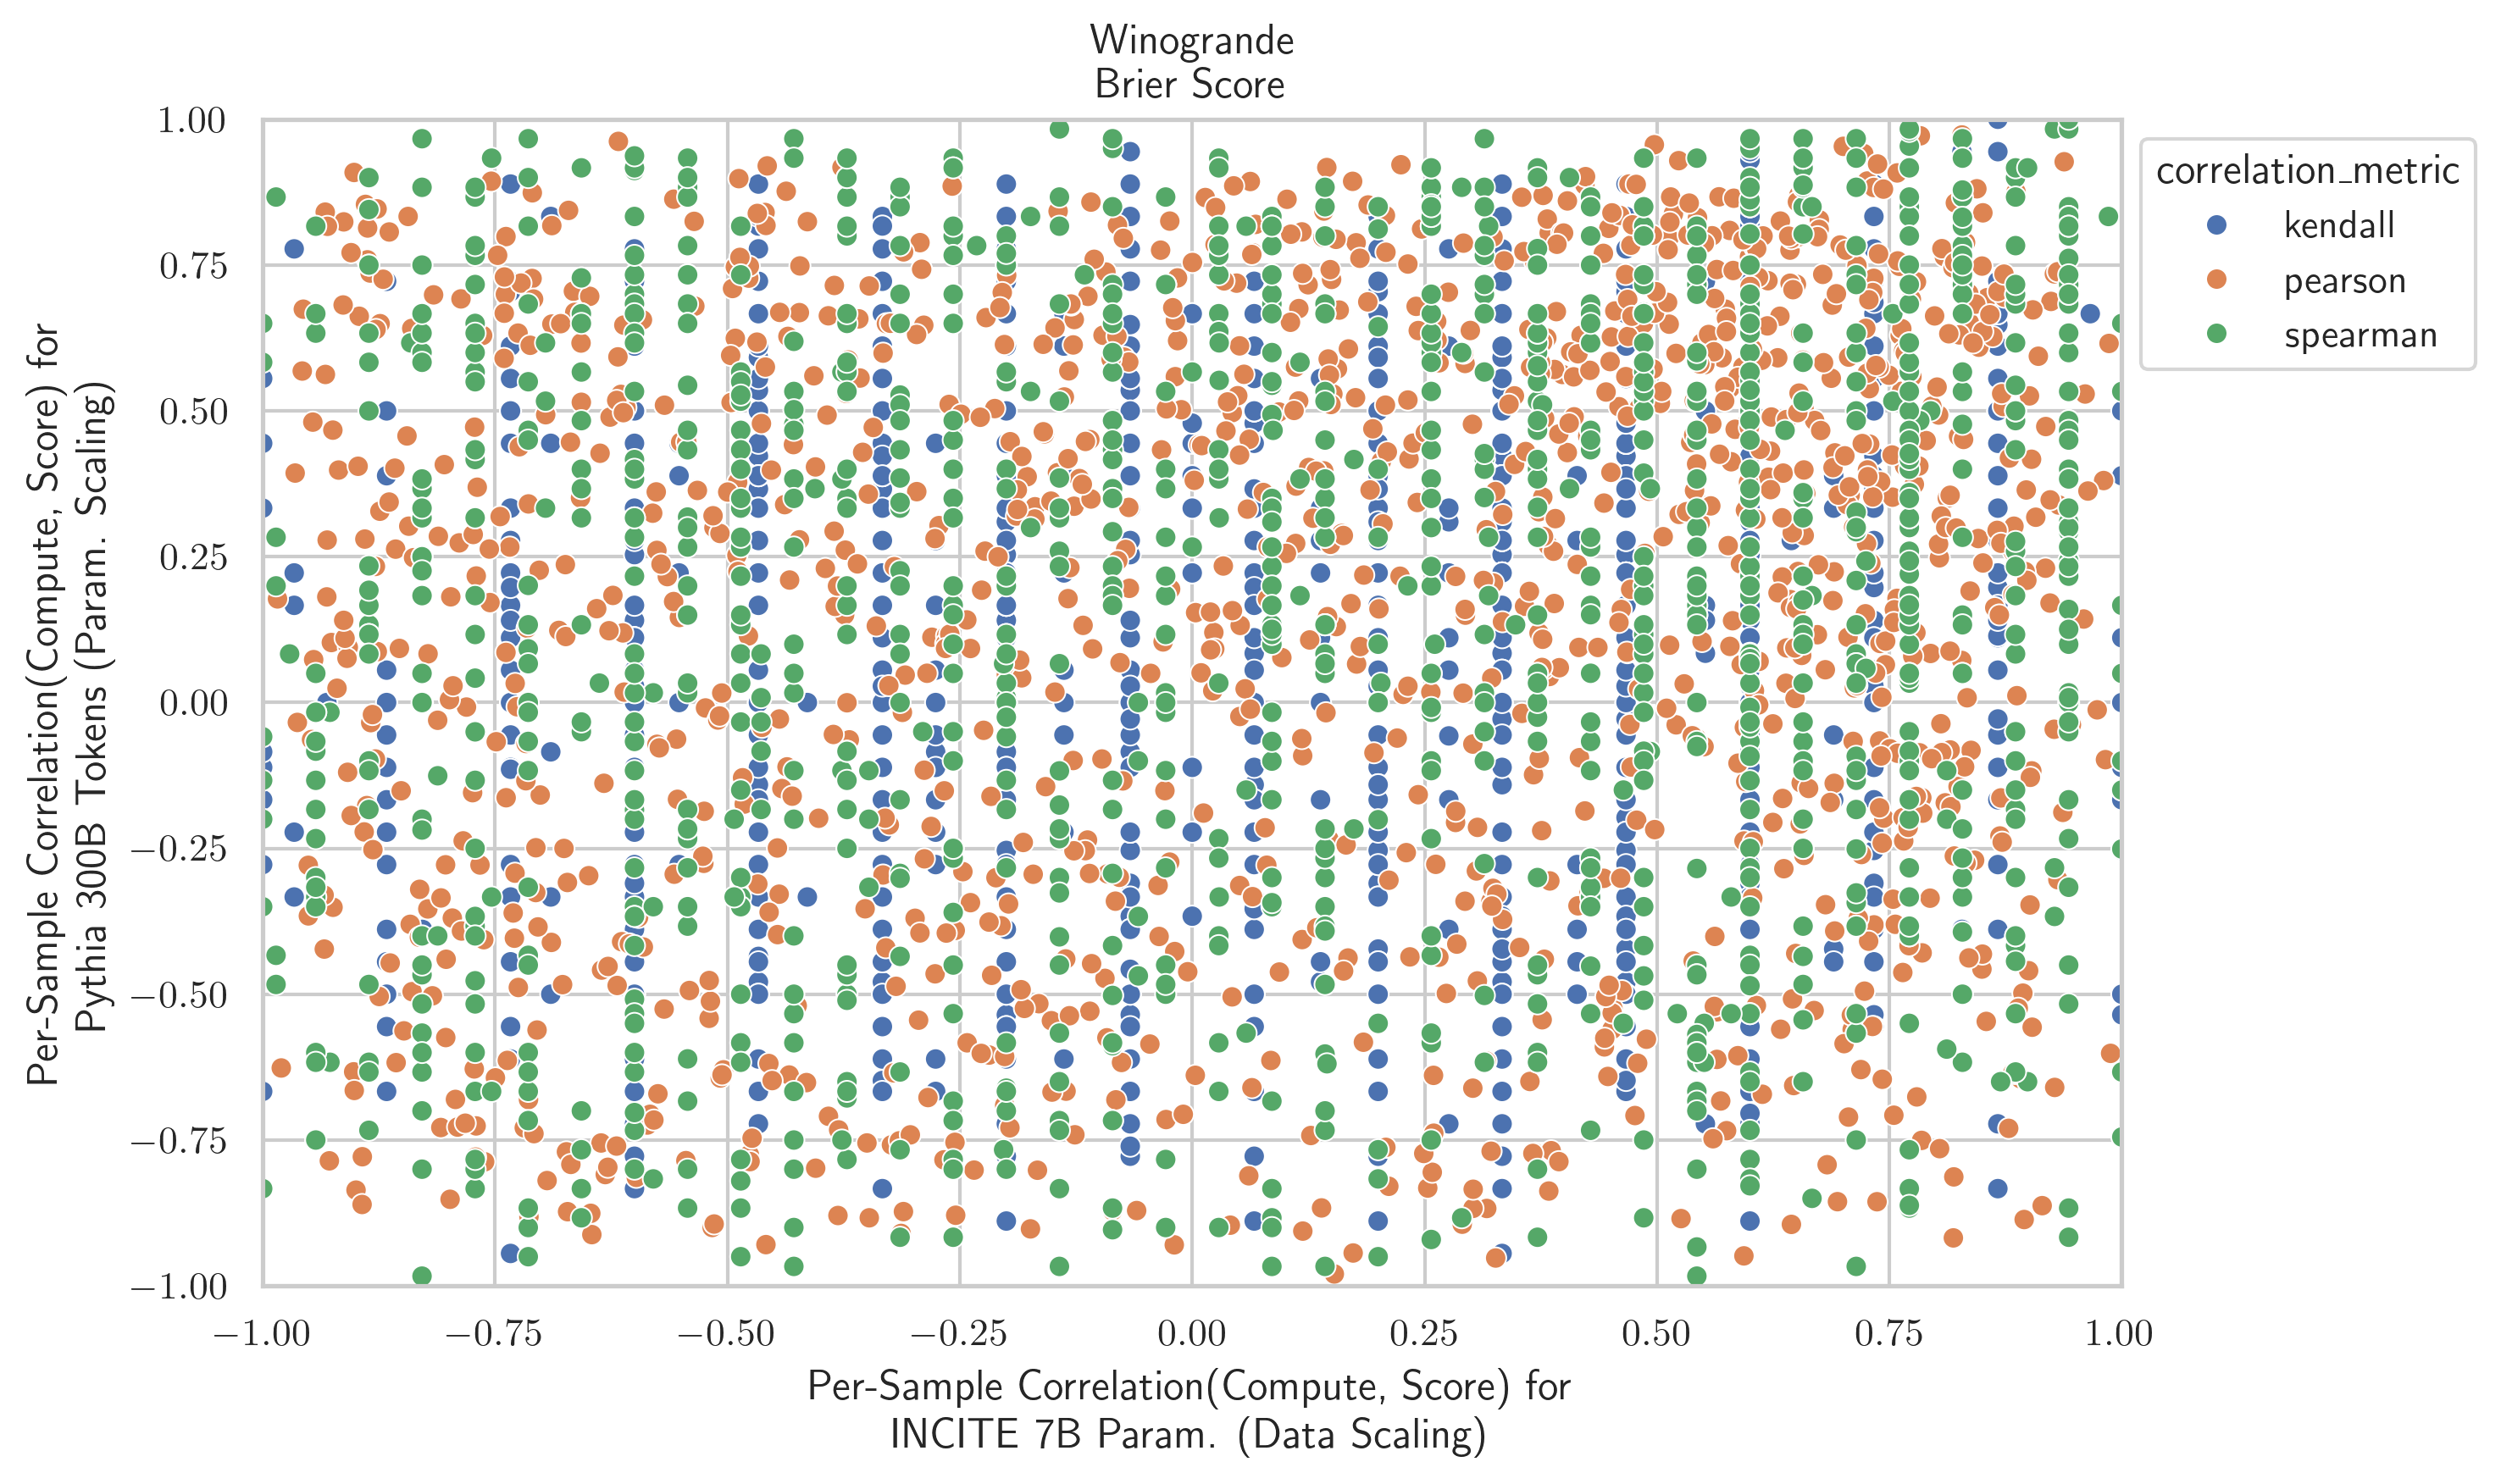 Winogrande
Brier Score
Per-Sample Correlation(Compute, Score) for
Pythia 300B Tokens (Param. Scaling)
1.00
0.75
0.50
0.25
0.00
−0.25
−0.50
−0.75
−1.00
−1.00 −0.75 −0.50 −0.25 0.00 0.25 0.50 0.75 1.00
Per-Sample Correlation(Compute, Score) for
INCITE 7B Param. (Data Scaling)
correlation_metric
kendall
pearson
spearman